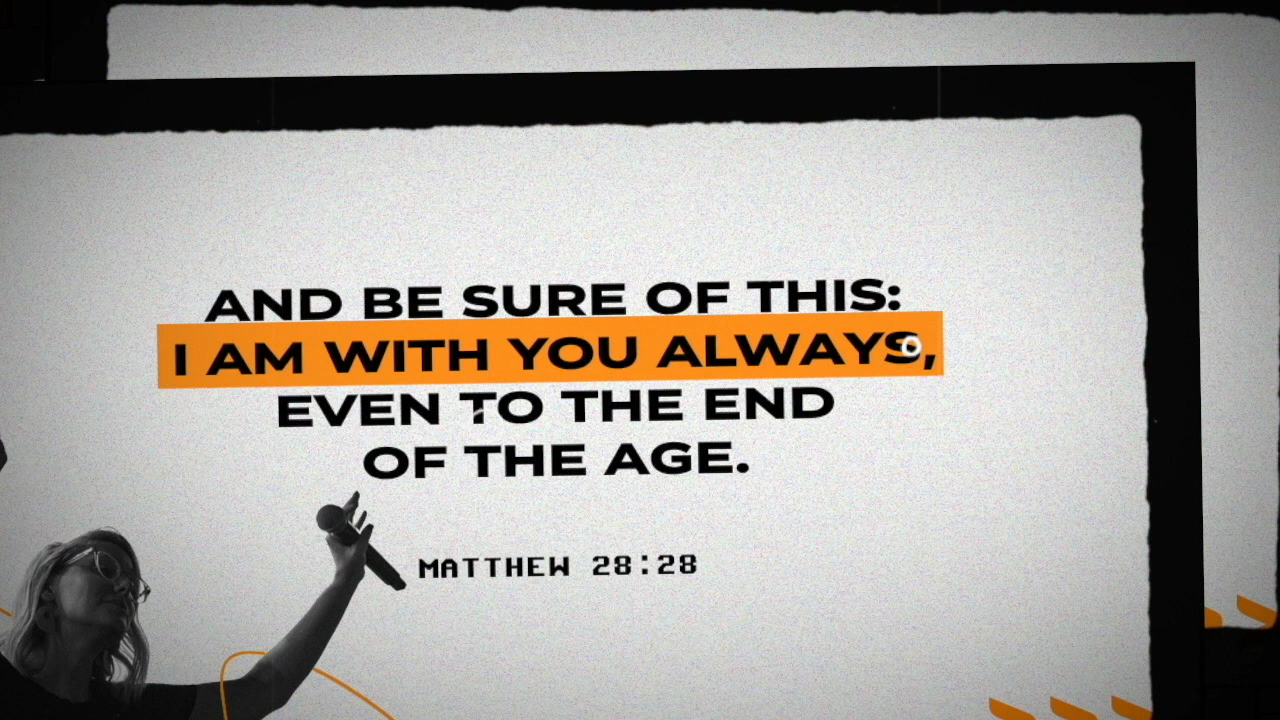 AND BE SURE OF THIS:
I AM WITH YOU ALWAYS,
EVEN TO THE END
OF THE AGE.
MATTHEW 28:28